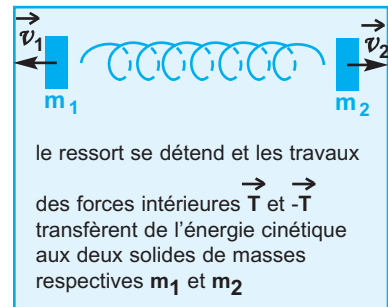 v₁ v₂
m₁ m₂
le ressort se détend et les travaux
des forces intérieures T et -T
transfèrent de l'énergie cinétique
aux deux solides de masses
respectives m₁ et m₂